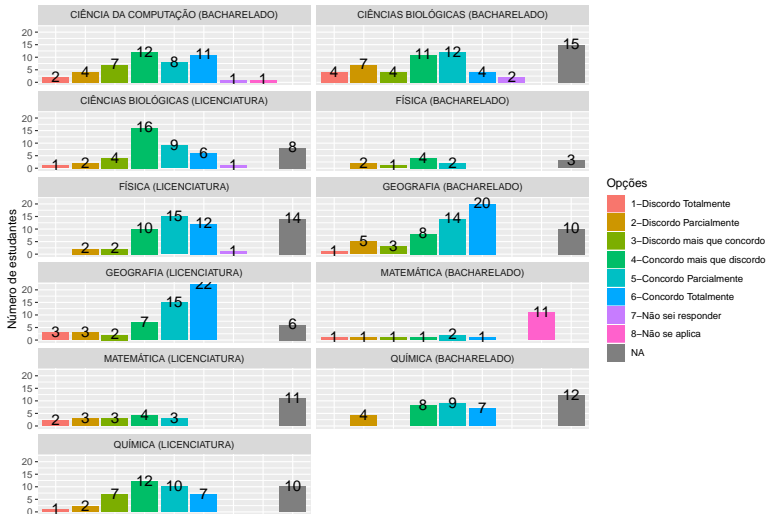 CIÊNCIA DA COMPUTAÇÃO (BACHARELADO)
20
15
10
5
0
2 4 7 12 8 11 1 1
CIÊNCIAS BIOLÓGICAS (BACHARELADO)
4 7 4 11 12 4 2 15
CIÊNCIAS BIOLÓGICAS (LICENCIATURA)
20
15
10
5
0
1 2 4 16 9 6 1 8
FÍSICA (BACHARELADO)
2 1 4 2 3
FÍSICA (LICENCIATURA)
20
15
10
5
0
2 2 10 15 12 1 14
GEOGRAFIA (BACHARELADO)
1 5 3 8 14 20 10
GEOGRAFIA (LICENCIATURA)
20
15
10
5
0
3 3 2 7 15 22 6
MATEMÁTICA (BACHARELADO)
1 1 1 1 2 1 11
MATEMÁTICA (LICENCIATURA)
20
15
10
5
0
2 3 3 4 3 11
QUÍMICA (BACHARELADO)
4 8 9 7 12
QUÍMICA (LICENCIATURA)
20
15
10
5
0
1 2 7 12 10 7 10
Número de estudantes
Opções
1−Discordo Totalmente
2−Discordo Parcialmente
3−Discordo mais que concordo
4−Concordo mais que discordo
5−Concordo Parcialmente
6−Concordo Totalmente
7−Não sei responder
8−Não se aplica
NA